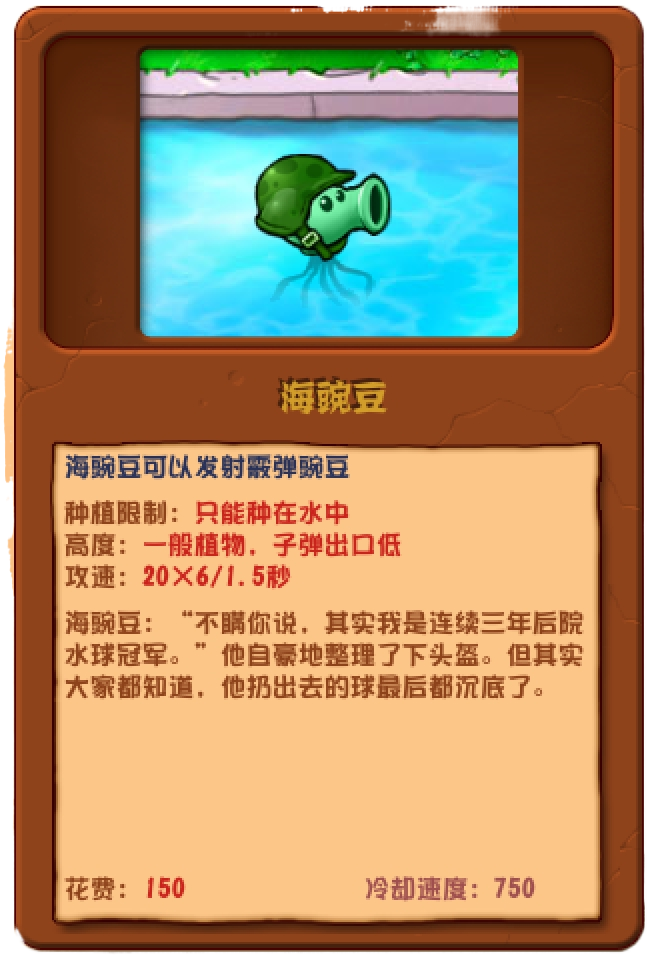 海豌豆
海豌豆可以发射霰弹豌豆
种植限制：只能种在水中
高度：一般植物，子弹出口低
攻速：20×6/1.5秒
海豌豆：“不瞒你说，其实我是连续三年后院
水球冠军。”他自豪地整理了下头盔。但其实
大家都知道，他扔出去的球最后都沉底了。
花费：150
冷却速度：750